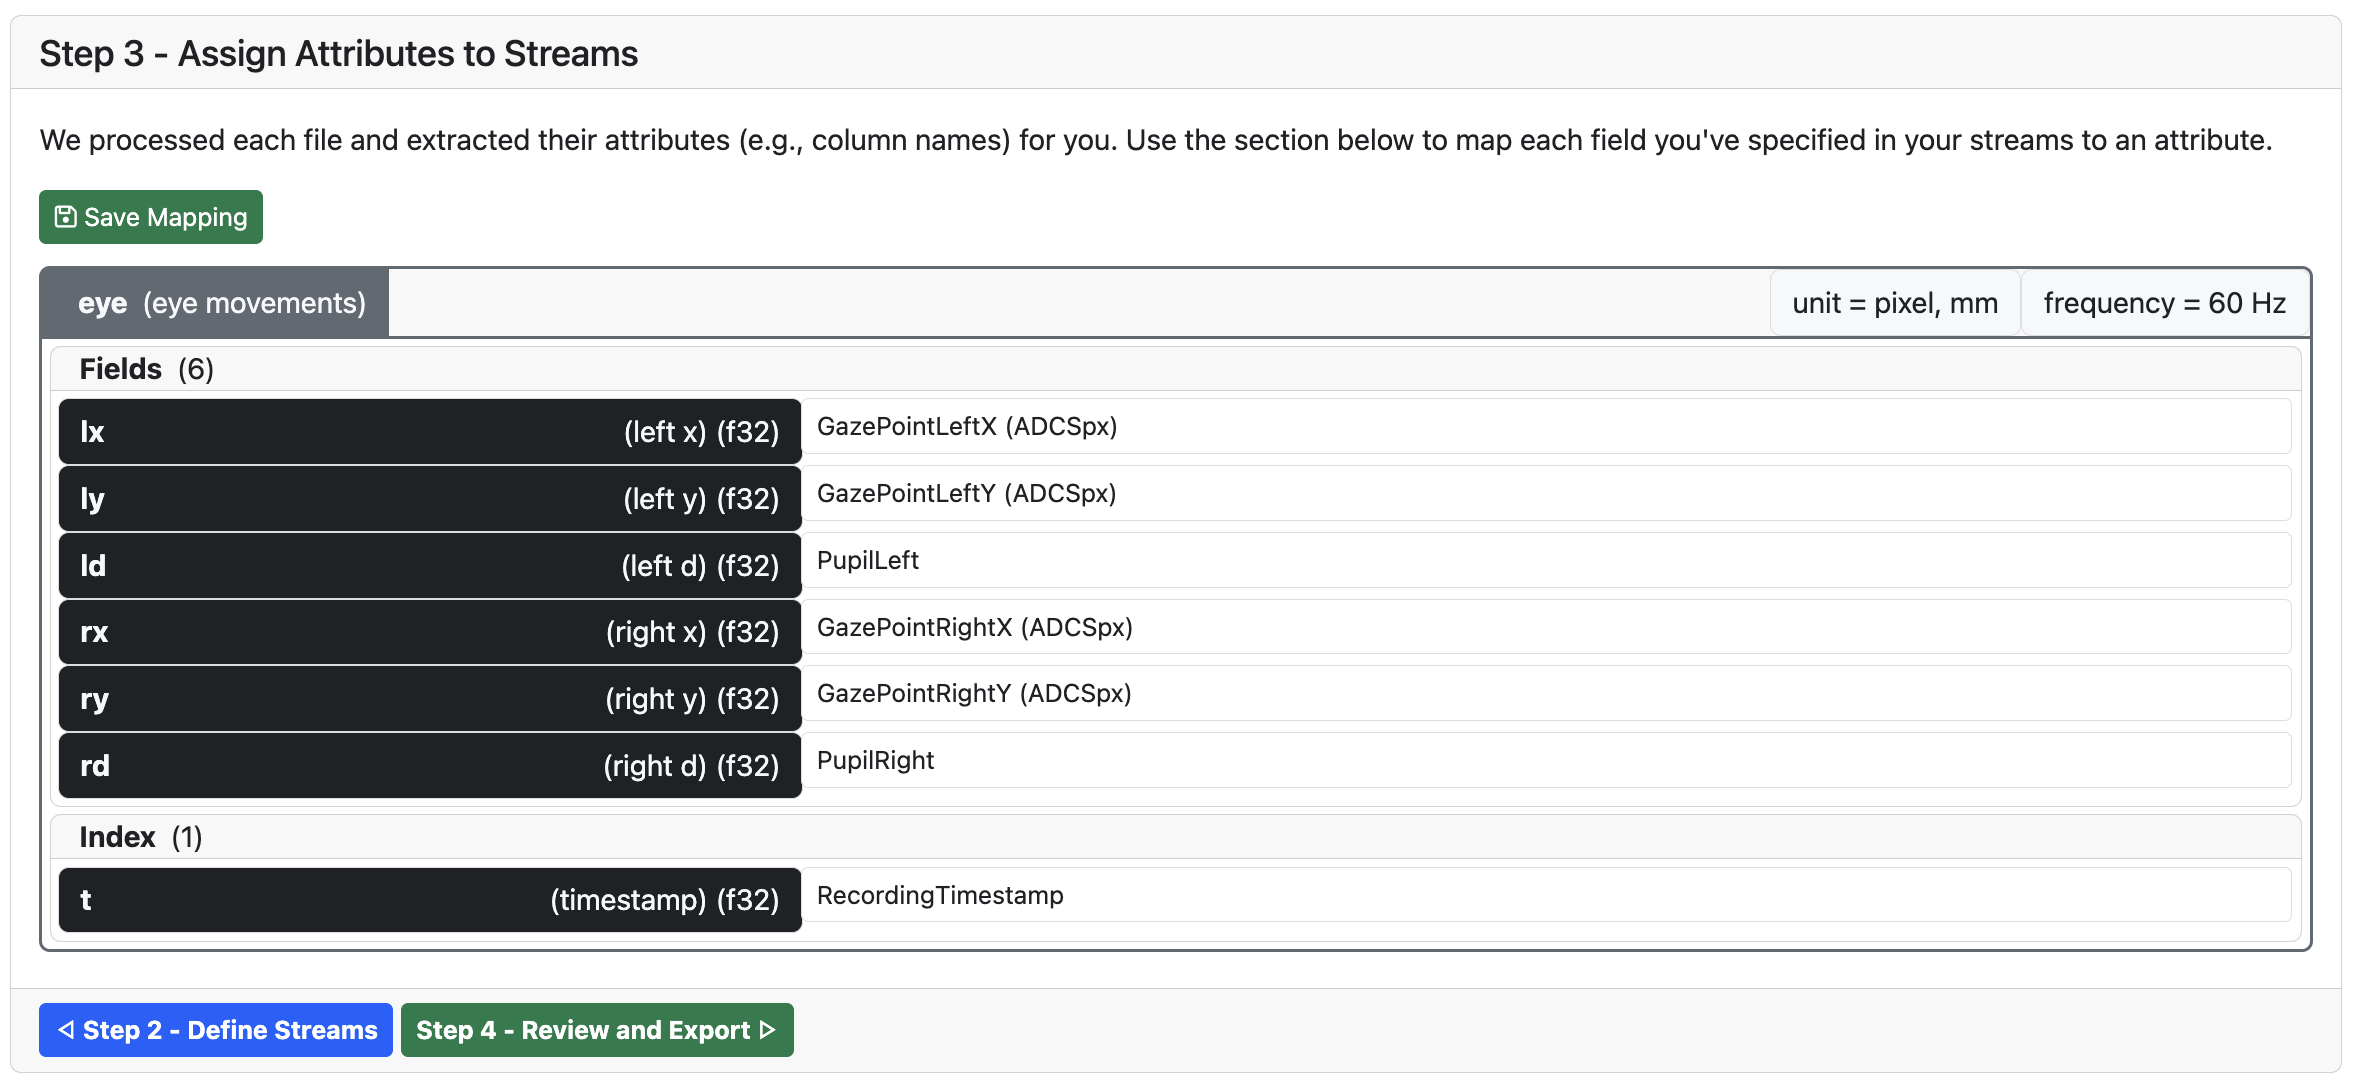 Step 3 - Assign Attributes to Streams
We processed each file and extracted their attributes (e.g., column names) for you. Use the section below to map each field you've specified in your streams to an attribute.
Save Mapping
eye (eye movements) unit = pixel, mm frequency = 60 Hz
Fields (6)
lx (left x) (f32) GazePointLeftX (ADCSpx)
ly (left y) (f32) GazePointLeftY (ADCSpx)
ld (left d) (f32) PupilLeft
rx (right x) (f32) GazePointRightX (ADCSpx)
ry (right y) (f32) GazePointRightY (ADCSpx)
rd (right d) (f32) PupilRight
Index (1)
t (timestamp) (f32) RecordingTimestamp
Step 2 - Define Streams Step 4 - Review and Export